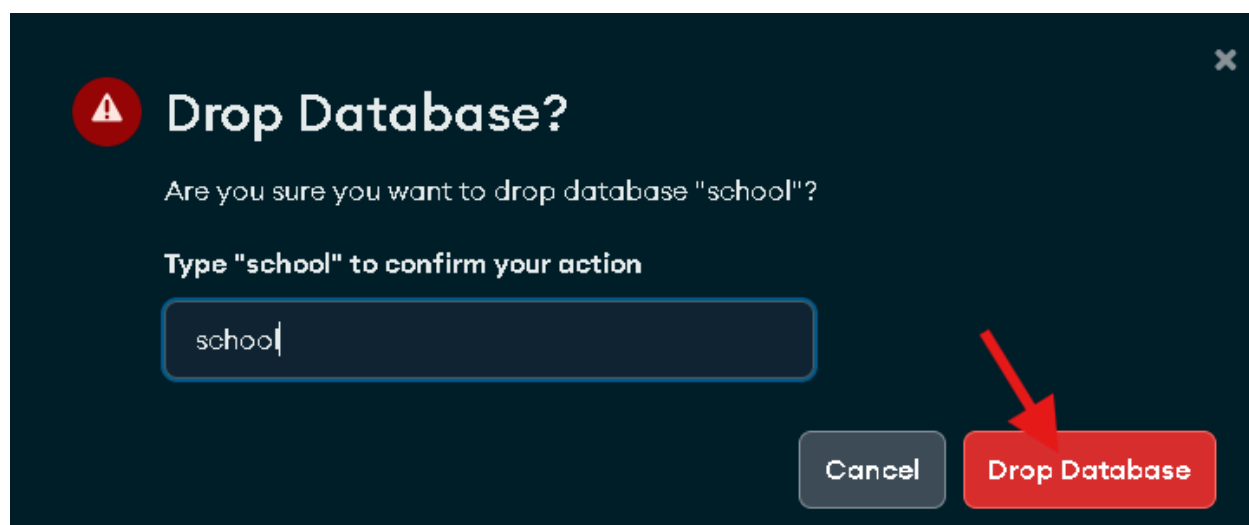 Drop Database?
Are you sure you want to drop database "school"?
Type "school" to confirm your action
school
Cancel
Drop Database